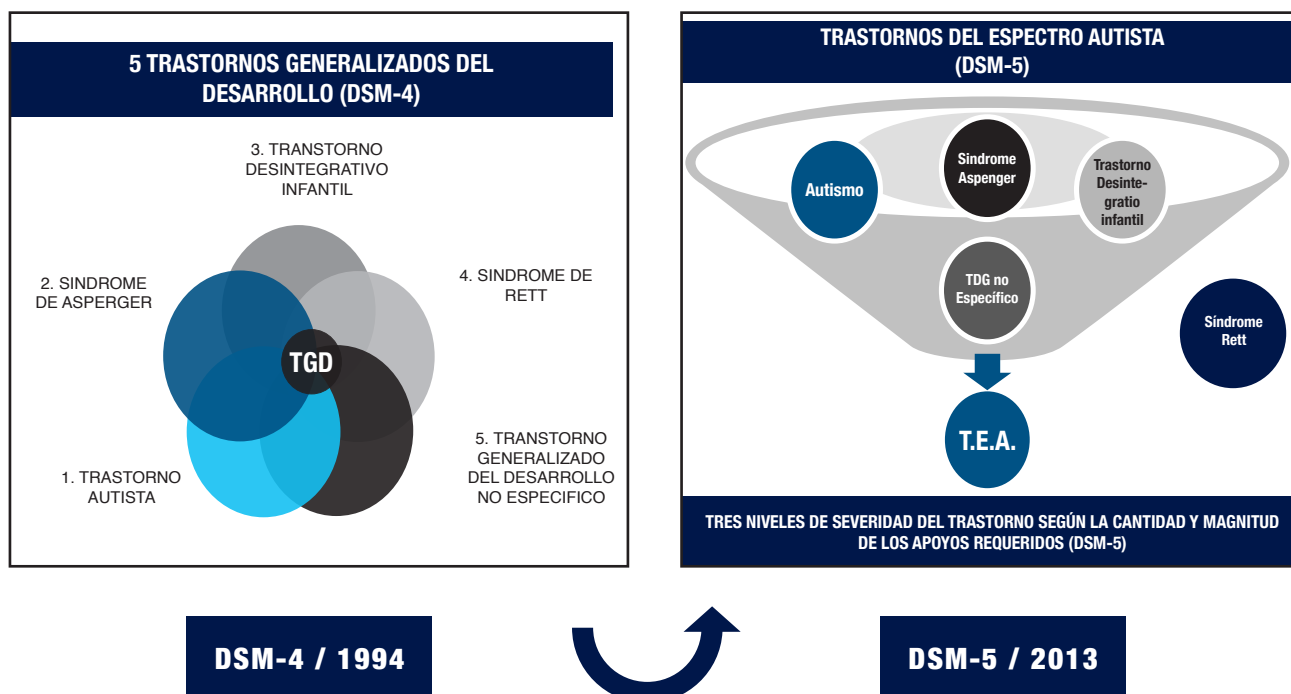 5 TRASTORNOS GENERALIZADOS DEL
DESARROLLO (DSM-4)
3. TRANSTORNO
DESINTEGRATIVO
INFANTIL
2. SINDROME
DE ASPERGER
4. SINDROME DE
RETT
TGD
1. TRASTORNO
AUTISTA
5. TRANSTORNO
GENERALIZADO
DEL DESARROLLO
NO ESPECIFICO
TRASTORNOS DEL ESPECTRO AUTISTA
(DSM-5)
Autismo
Sindrome
Aspenger
Trastorno
Desinte-
gratio
infantil
TDG no
Específico
Síndrome
Rett
T.E.A.
TRES NIVELES DE SEVERIDAD DEL TRASTORNO SEGÚN LA CANTIDAD Y MAGNITUD
DE LOS APOYOS REQUERIDOS (DSM-5)
DSM-4 / 1994
DSM-5 / 2013